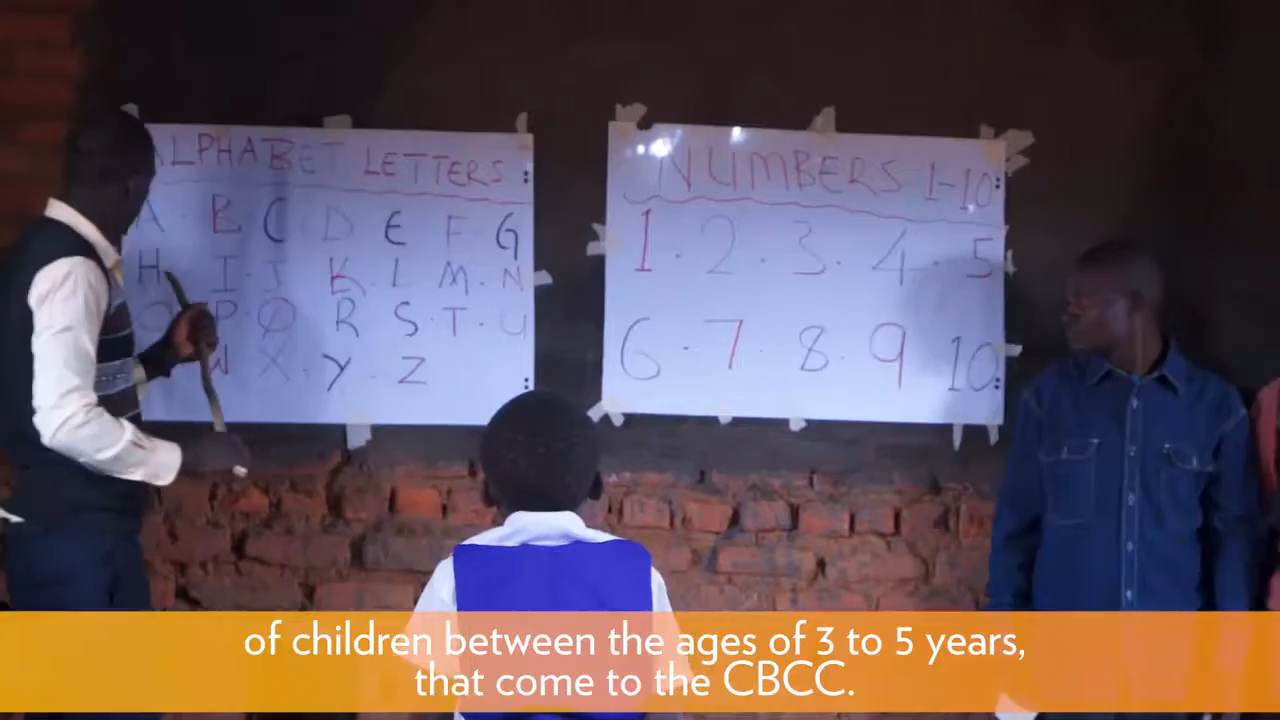 ALPHABET LETTERS
A B C D E F G
H I J K L M N
O P Q R S T U
W X Y Z
NUMBERS 1-10
1 . 2 . 3 . 4 . 5
6 . 7 . 8 . 9 10
of children between the ages of 3 to 5 years,
that come to the CBCC.